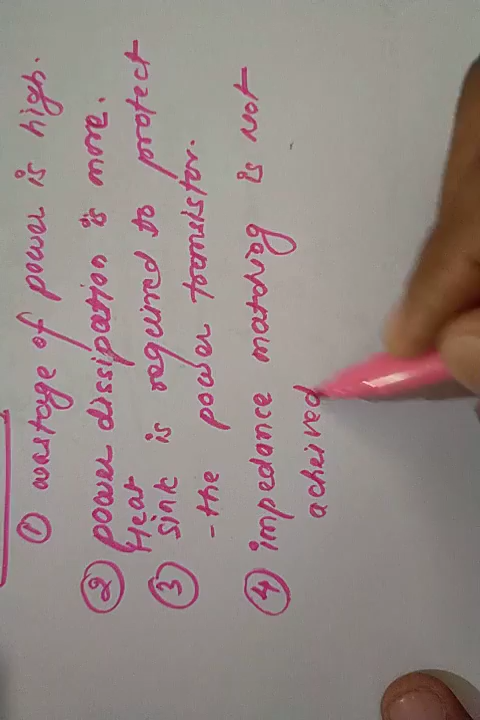 ① wastage of power is high.
② power dissipation is more.
③ Heat sink is required to protect
the power transistor.
④ impedance matching is not
acheived